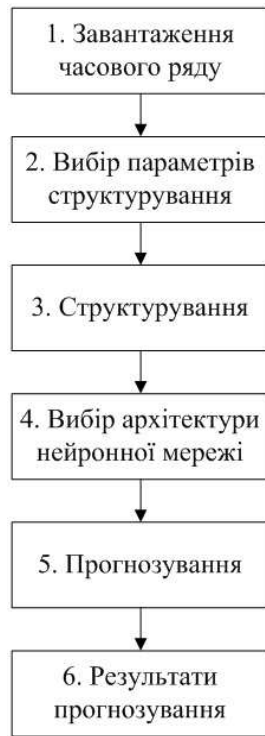 1. Завантаження
часового ряду
2. Вибір параметрів
структурування
3. Структурування
4. Вибір архітектури
нейронної мережі
5. Прогнозування
6. Результати
прогнозування